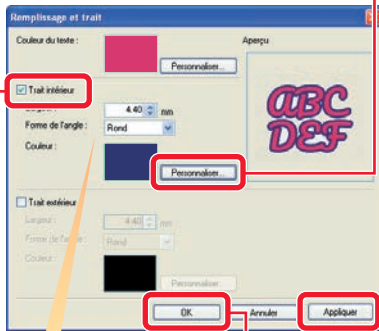 Remplissage et trait
Couleur du texte :
Aperçu
Personnaliser...
Trait intérieur
ABC
DEF
4.40 mm
Forme de l'angle : Rond
Couleur :
Personnaliser...
Trait extérieur
Largeur : 4.40 mm
Forme de l'angle : Rond
Couleur :
Personnaliser...
OK Annuler Appliquer